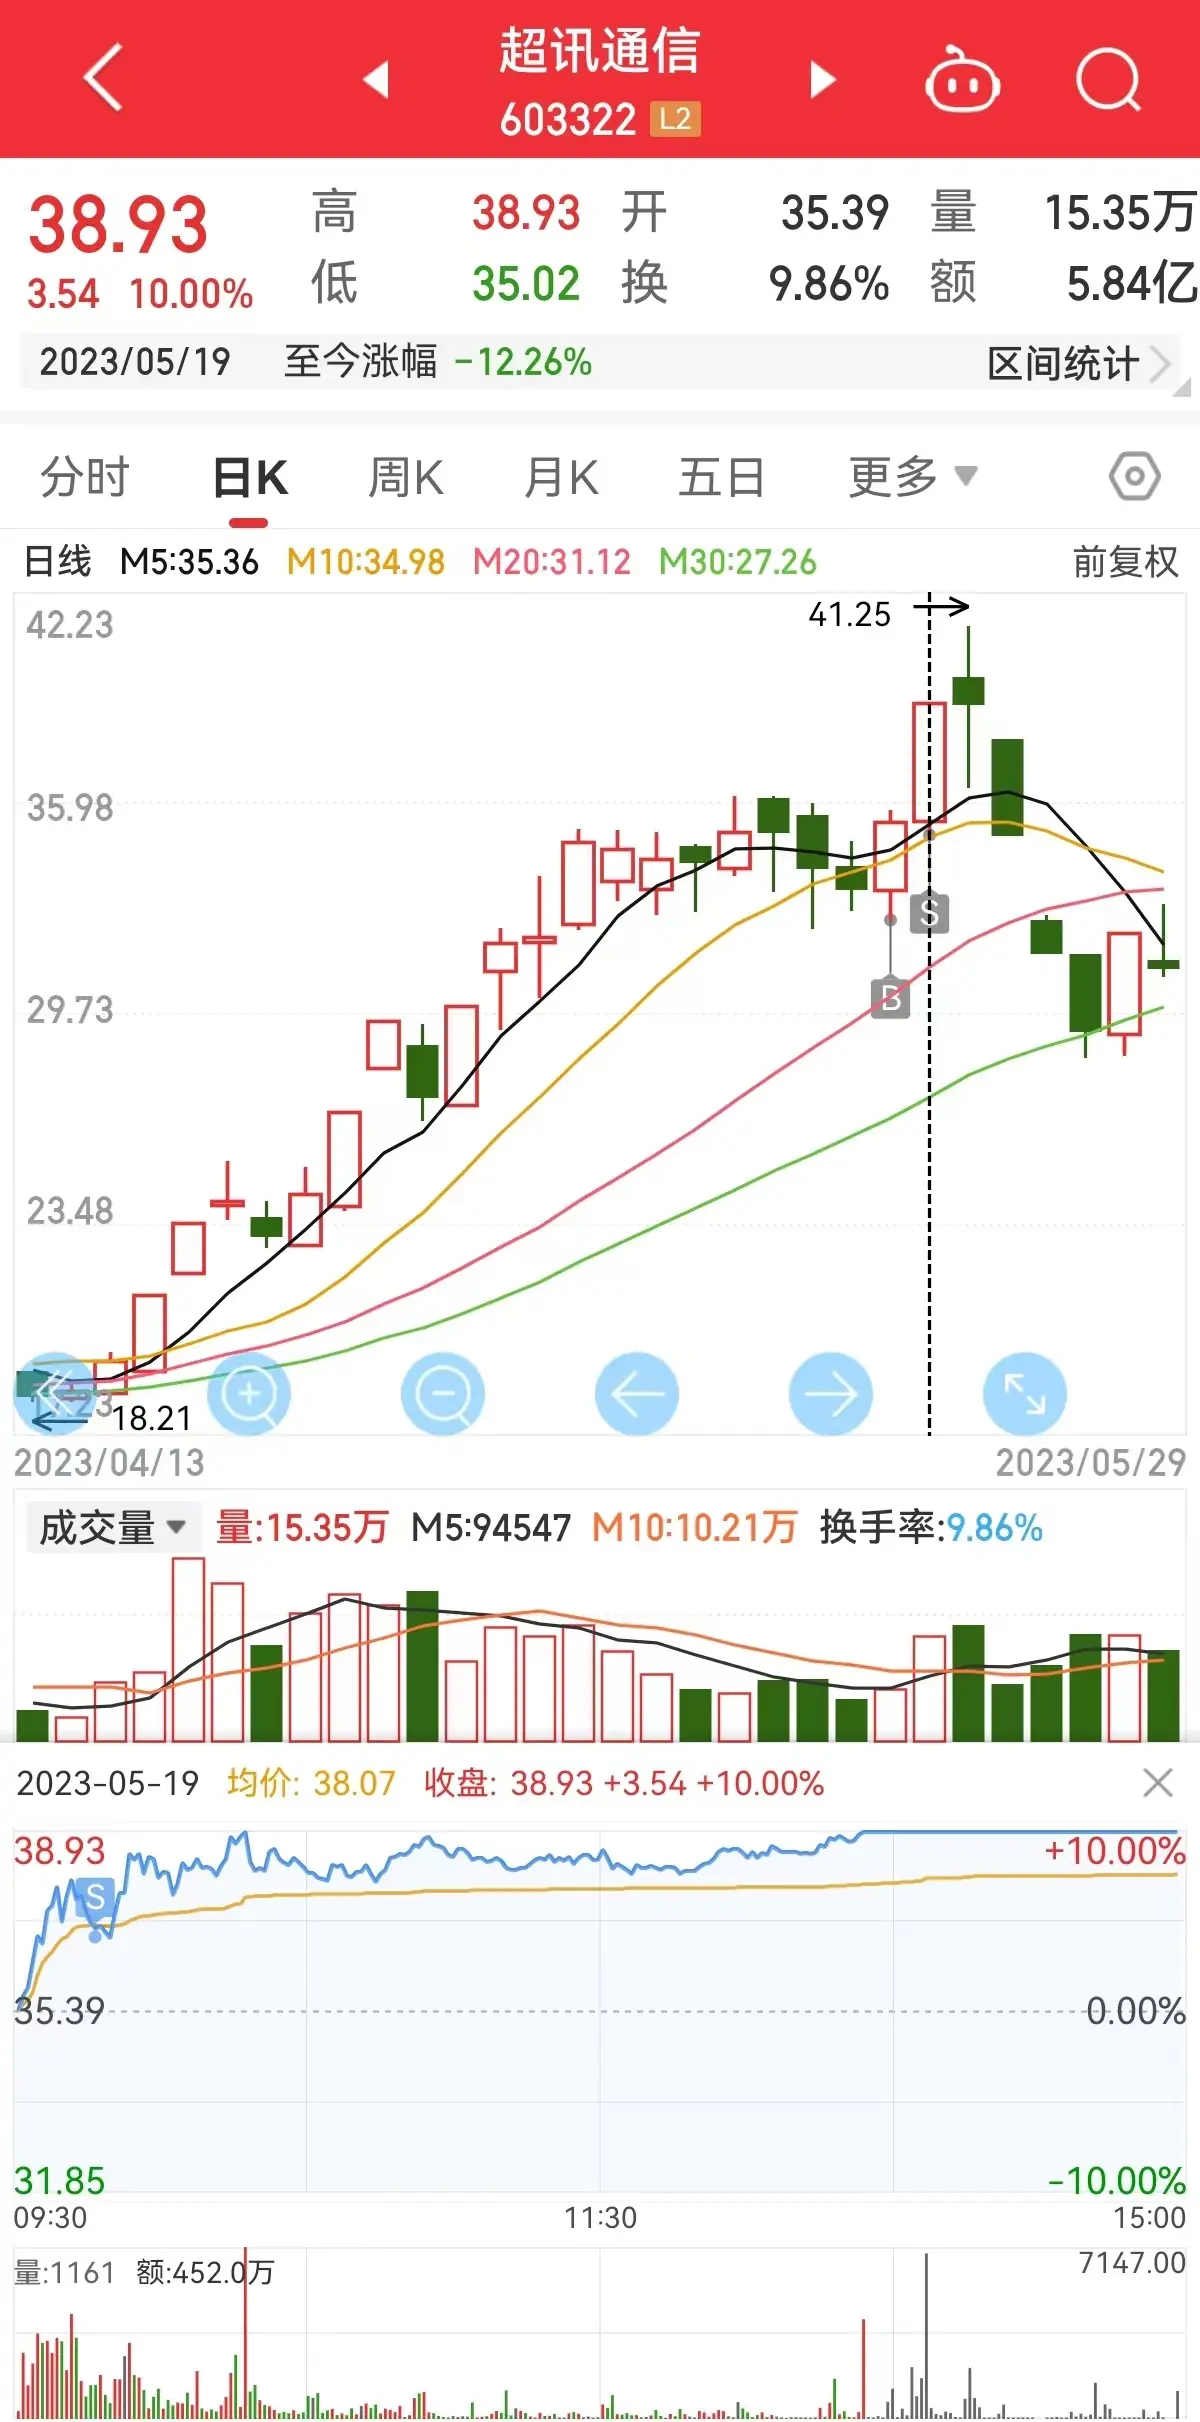 超讯通信
603322 L2
38.93 高 38.93 开 35.39 量 15.35万
3.54 10.00% 低 35.02 换 9.86% 额 5.84亿
2023/05/19 至今涨幅 -12.26% 区间统计
分时 日K 周K 月K 五日 更多
日线 M5:35.36 M10:34.98 M20:31.12 M30:27.26 前复权
42.23
41.25
35.98
S
B
29.73
23.48
18.21
2023/04/13 2023/05/29
成交量 量:15.35万 M5:94547 M10:10.21万 换手率:9.86%
2023-05-19 均价: 38.07 收盘: 38.93 +3.54 +10.00%
38.93 +10.00%
S
35.39 0.00%
31.85 -10.00%
09:30 11:30 15:00
量:1161 额:452.0万 7147.00